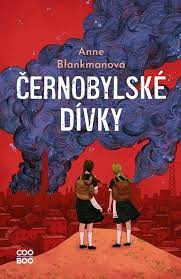 Anne
Blankmanová
ČERNOBYLSKÉ
DÍVKY
COO
BOO